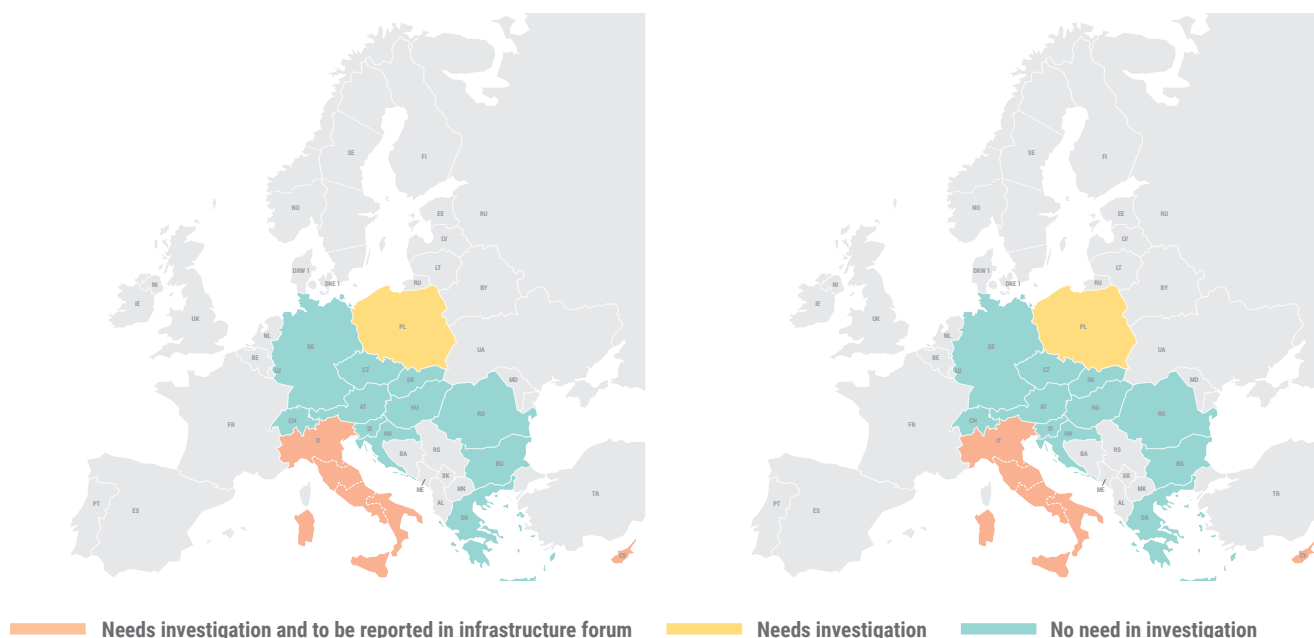 SE
FI
NO
EE
RU
LV
DKW 1
LT
DKE 1
RU
NI
BY
IE
UK
PL
NL
DE
BE
UA
LU
CZ
SK
MD
AT
HU
RO
CH
FR
SI
HR
IT
BA
RS
BG
XK
ME
MK
PT
ES
AL
TR
GR
CY
SE
FI
NO
EE
RU
LV
DKW 1
LT
DKE 1
RU
NI
BY
IE
UK
PL
NL
DE
BE
UA
LU
CZ
SK
MD
AT
HU
RO
CH
FR
SI
HR
IT
BA
RS
BG
XK
ME
MK
PT
ES
AL
TR
GR
CY
Needs investigation and to be reported in infrastructure forum
Needs investigation
No need in investigation